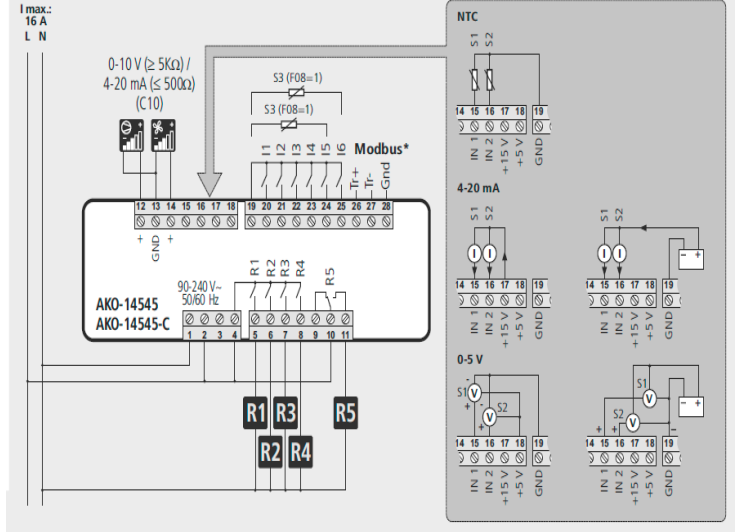 I max.:
16 A
L N
0-10 V (≥ 5KΩ) /
4-20 mA (≤ 500Ω)
(C10)
+ +
S3 (F08=1)
S3 (F08=1)
I1 I2 I3 I4 I5 I6
Modbus*
Tr+ Tr- Gnd
12 13 14 15 16 17 18
19 20 21 22 23 24 25 26 27 28
+ GND +
AKO-14545
AKO-14545-C
90-240 V~
50/60 Hz
R1 R2 R3 R4 R5
1 2 3 4
5 6 7 8 9 10 11
R1 R3 R5
R2 R4
NTC
S1 S2
14 15 16 17 18 19
IN 1 IN 2 +15 V +5 V GND
4-20 mA
S1 S2
I I
14 15 16 17 18 19
IN 1 IN 2 +15 V +5 V GND
S1 S2
I I
- +
14 15 16 17 18 19
IN 1 IN 2 +15 V +5 V GND
0-5 V
-
S1 V
+ -
V S2
+
14 15 16 17 18 19
IN 1 IN 2 +15 V +5 V GND
S1
V
- +
S2
V
+ + -
14 15 16 17 18 19
IN 1 IN 2 +15 V +5 V GND